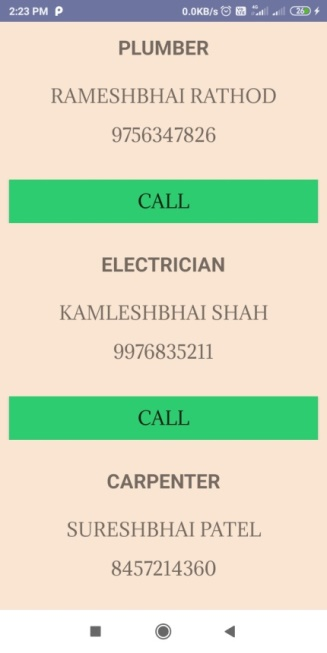 2:23 PM
0.0KB/s 4G 26
PLUMBER
RAMESHBHAI RATHOD
9756347826
CALL
ELECTRICIAN
KAMLESHBHAI SHAH
9976835211
CALL
CARPENTER
SURESHBHAI PATEL
8457214360